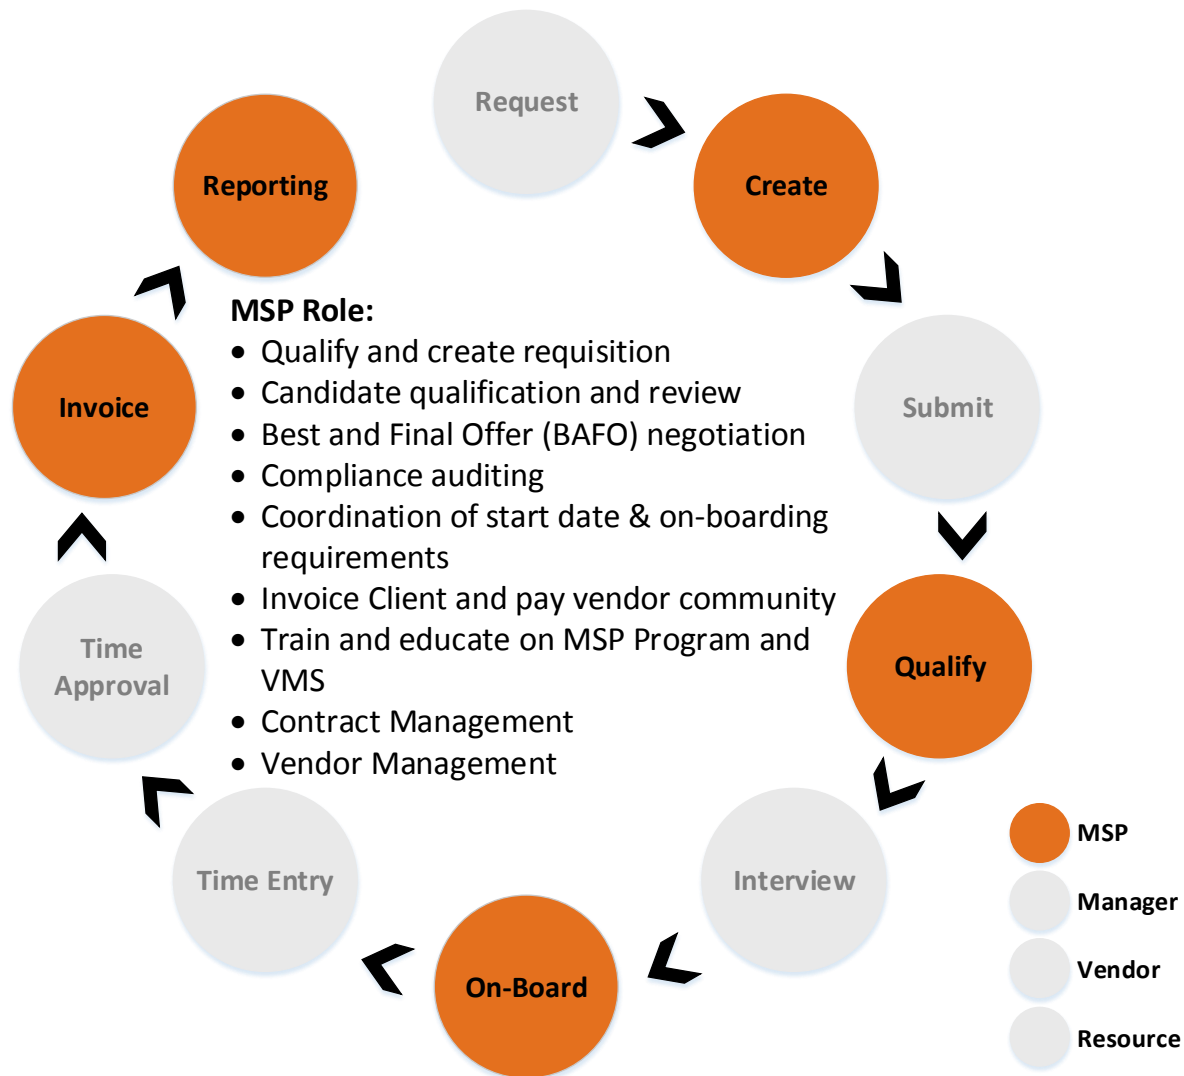 Request
Create
Submit
Qualify
Interview
On-Board
Time Entry
Time
Approval
Invoice
Reporting
MSP Role:
• Qualify and create requisition
• Candidate qualification and review
• Best and Final Offer (BAFO) negotiation
• Compliance auditing
• Coordination of start date & on-boarding
requirements
• Invoice Client and pay vendor community
• Train and educate on MSP Program and
VMS
• Contract Management
• Vendor Management
MSP
Manager
Vendor
Resource